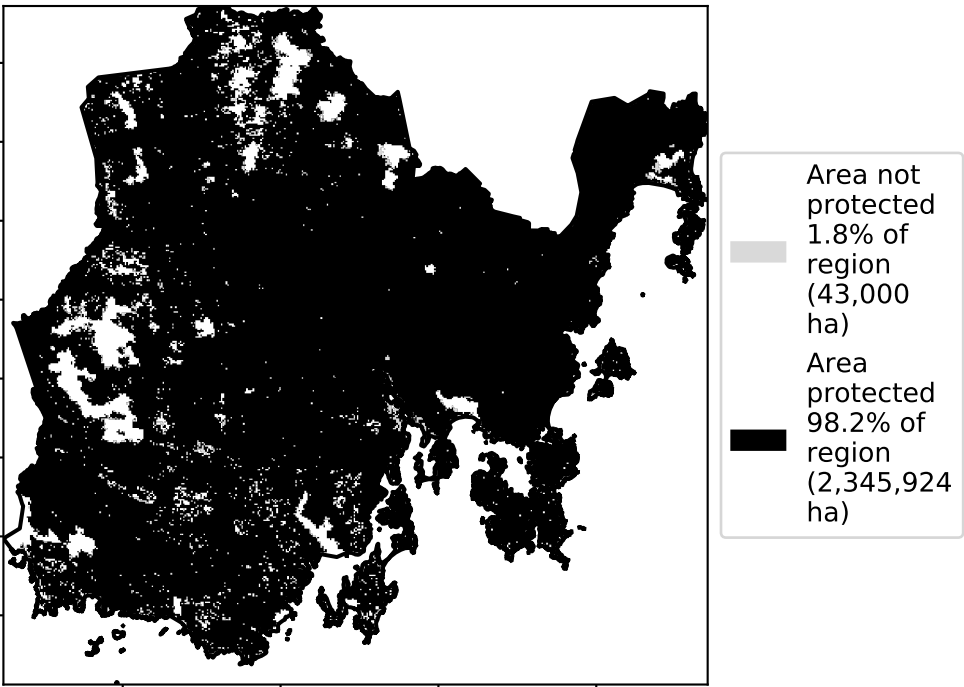 Area not
protected
1.8% of
region
(43,000
ha)
Area
protected
98.2% of
region
(2,345,924
ha)